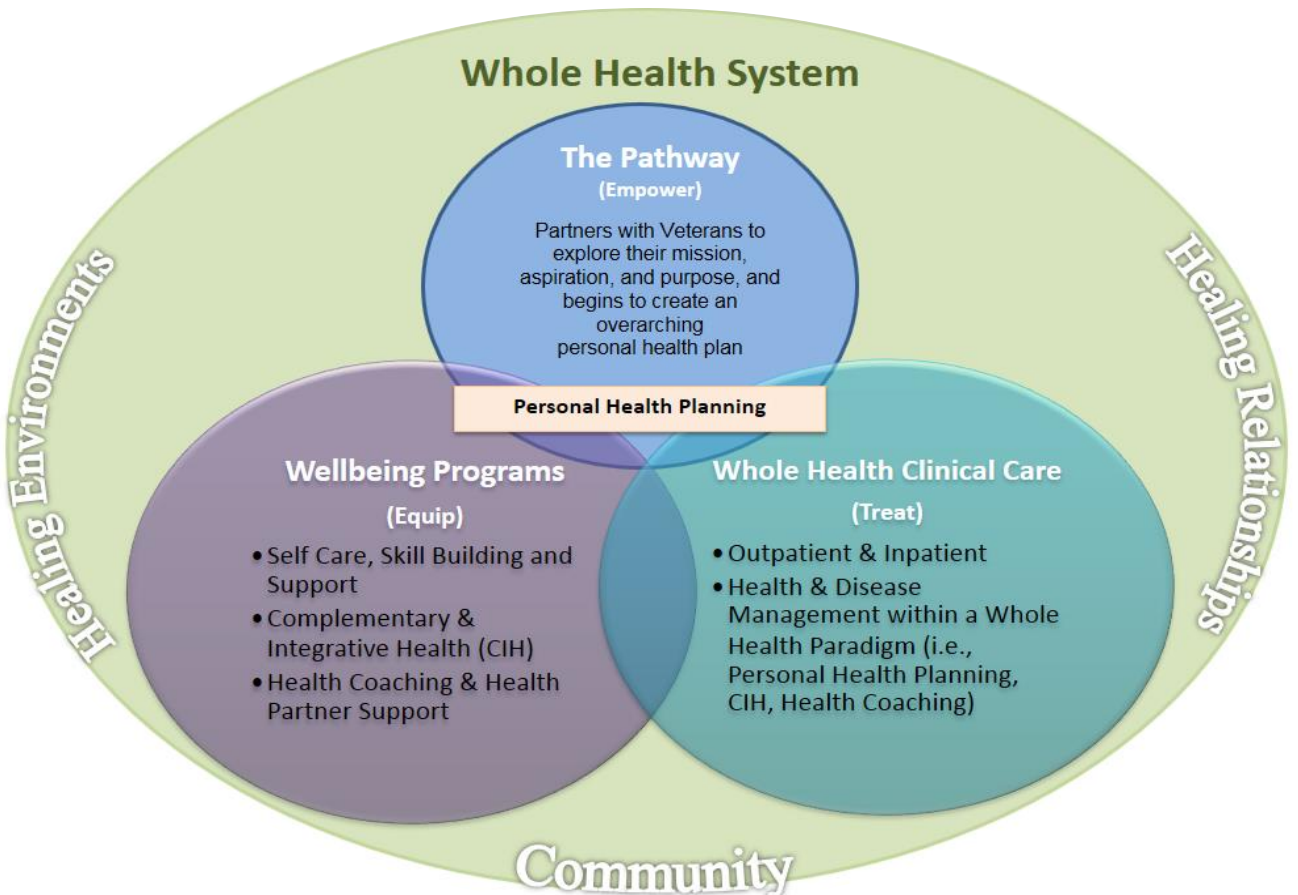 Whole Health System
The Pathway
(Empower)
Partners with Veterans to
explore their mission,
aspiration, and purpose, and
begins to create an
overarching
personal health plan
Personal Health Planning
Wellbeing Programs
(Equip)
• Self Care, Skill Building and
Support
• Complementary &
Integrative Health (CIH)
• Health Coaching & Health
Partner Support
Whole Health Clinical Care
(Treat)
• Outpatient & Inpatient
• Health & Disease
Management within a Whole
Health Paradigm (i.e.,
Personal Health Planning,
CIH, Health Coaching)
Healing Environments
Healing Relationships
Community